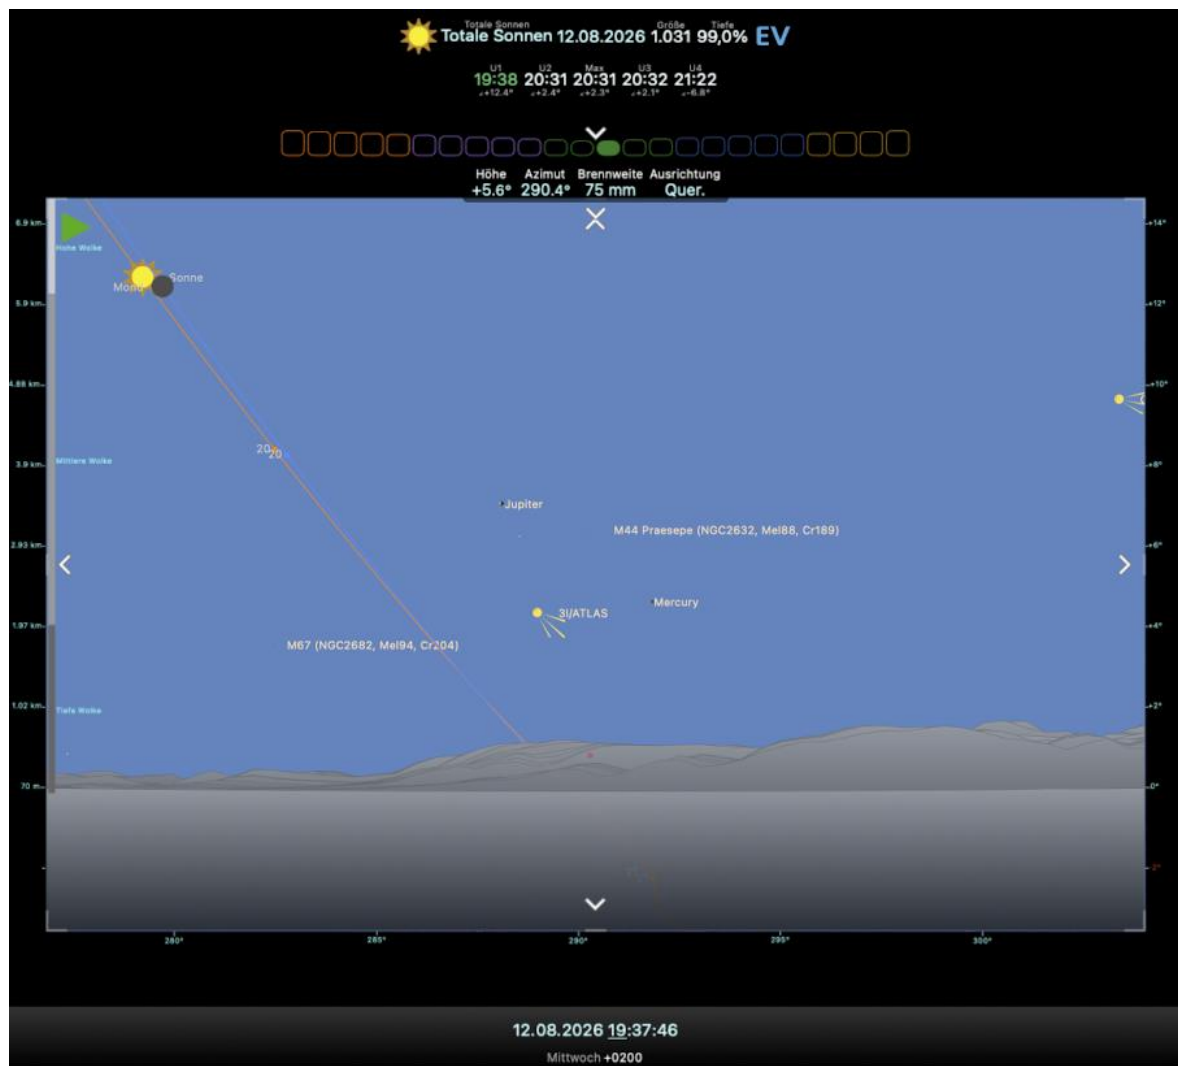 Totale Sonnen Größe Tiefe
Totale Sonnen 12.08.2026 1.031 99,0% EV
U1 U2 Max U3 U4
19:38 20:31 20:31 20:32 21:22
+12.4° +2.4° +2.3° +2.1° -6.8°
Höhe Azimut Brennweite Ausrichtung
+5.6° 290.4° 75 mm Quer.
6.9 km +14°
Hohe Wolke
Sonne
Mond
5.9 km +12°
4.88 km +10°
20 20
Mittlere Wolke
3.9 km +8°
Jupiter
M44 Praesepe (NGC2632, Mel88, Cr189)
2.93 km +6°
Mercury
3I/ATLAS
1.97 km +4°
M67 (NGC2682, Mel94, Cr204)
1.02 km +2°
Tiefe Wolke
70 m 0°
-2°
280° 285° 290° 295° 300°
12.08.2026 19:37:46
Mittwoch +0200